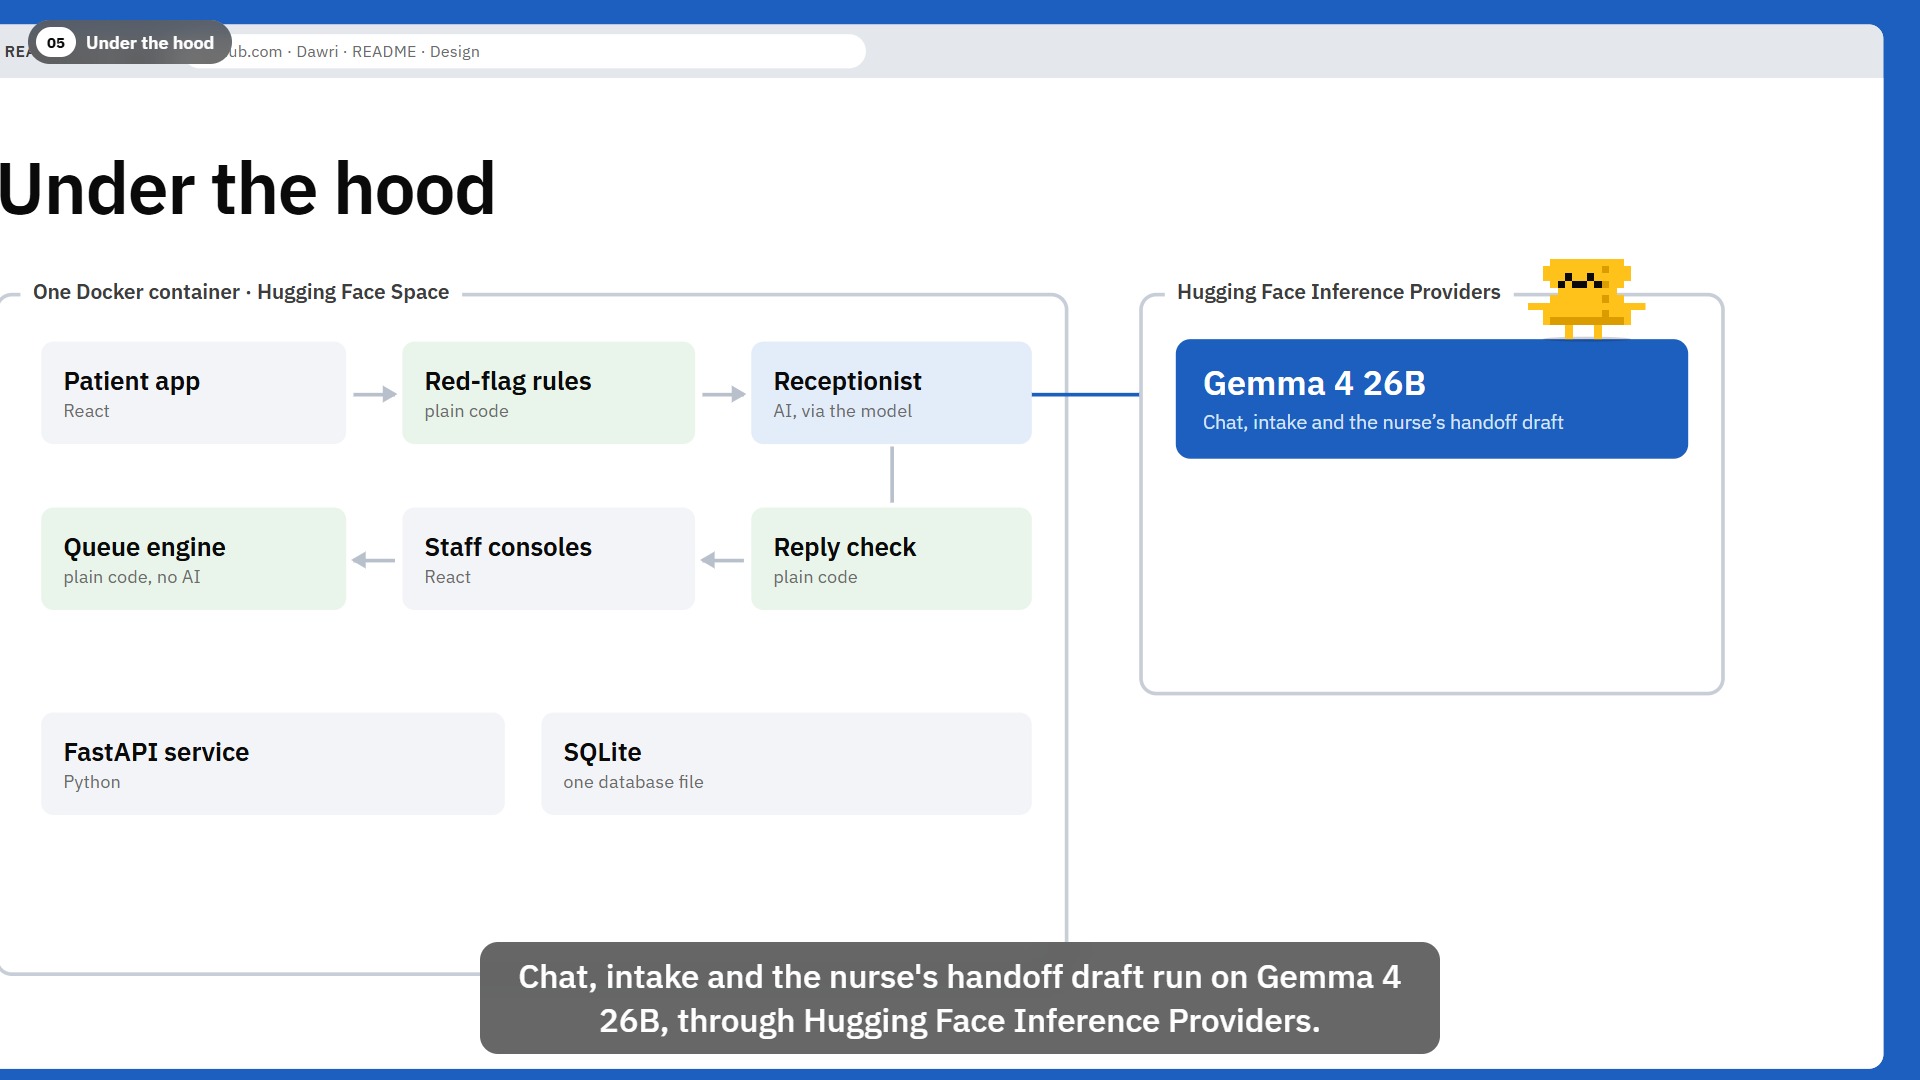 05 Under the hood
ub.com · Dawri · README · Design
Under the hood
One Docker container · Hugging Face Space
Hugging Face Inference Providers
Patient app
React
Red-flag rules
plain code
Receptionist
AI, via the model
Gemma 4 26B
Chat, intake and the nurse’s handoff draft
Queue engine
plain code, no AI
Staff consoles
React
Reply check
plain code
FastAPI service
Python
SQLite
one database file
Chat, intake and the nurse's handoff draft run on Gemma 4
26B, through Hugging Face Inference Providers.